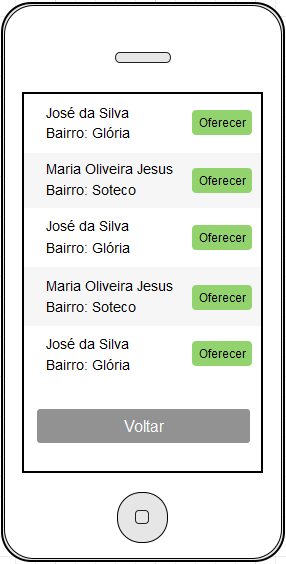 José da Silva
Bairro: Glória
Oferecer
Maria Oliveira Jesus
Bairro: Soteco
Oferecer
José da Silva
Bairro: Glória
Oferecer
Maria Oliveira Jesus
Bairro: Soteco
Oferecer
José da Silva
Bairro: Glória
Oferecer
Voltar